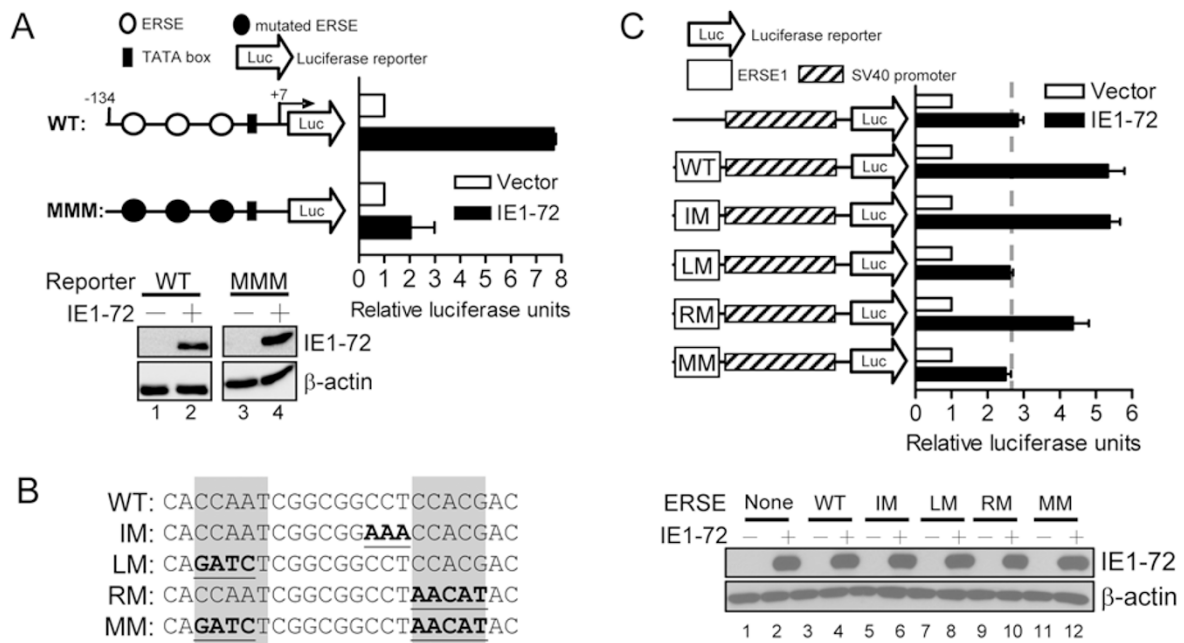 A
ERSE
mutated ERSE
TATA box
Luc
Luciferase reporter
-134
+7
WT:
Luc
MMM:
Luc
Vector
IE1-72
0 1 2 3 4 5 6 7 8
Relative luciferase units
Reporter WT MMM
IE1-72 − + − +
IE1-72
β-actin
1 2 3 4
B
WT: CACCAATCGGCGGCCTCCACGAC
IM: CACCAATCGGCGGAAACCACGAC
LM: CAGATCTCGGCGGCCTCCACGAC
RM: CACCAATCGGCGGCCTAACATAC
MM: CAGATCTCGGCGGCCTAACATAC
C
Luc
Luciferase reporter
ERSE1
SV40 promoter
Vector
IE1-72
Luc
WT Luc
IM Luc
LM Luc
RM Luc
MM Luc
0 1 2 3 4 5 6
Relative luciferase units
ERSE None WT IM LM RM MM
IE1-72 − + − + − + − + − + − +
IE1-72
β-actin
1 2 3 4 5 6 7 8 9 10 11 12